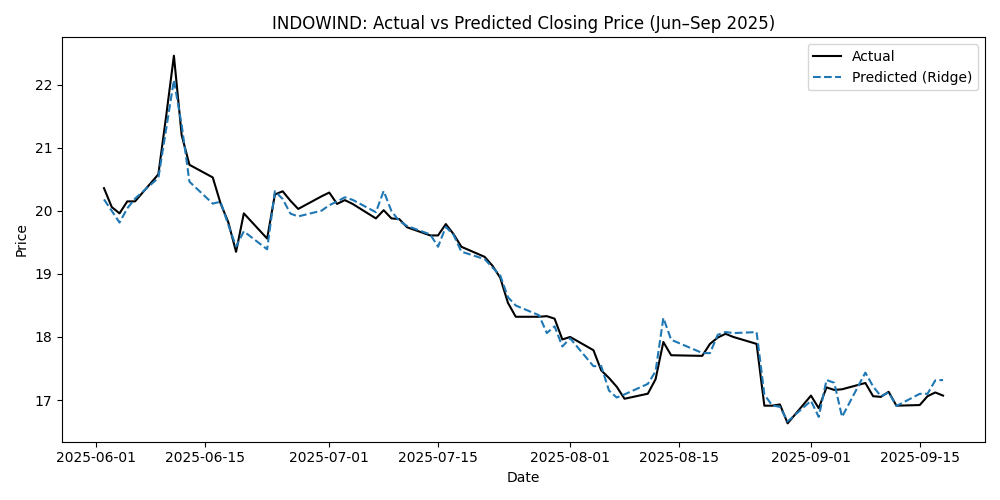 INDOWIND: Actual vs Predicted Closing Price (Jun–Sep 2025)
Actual
Predicted (Ridge)
Price
22
21
20
19
18
17
2025-06-01
2025-06-15
2025-07-01
2025-07-15
2025-08-01
2025-08-15
2025-09-01
2025-09-15
Date